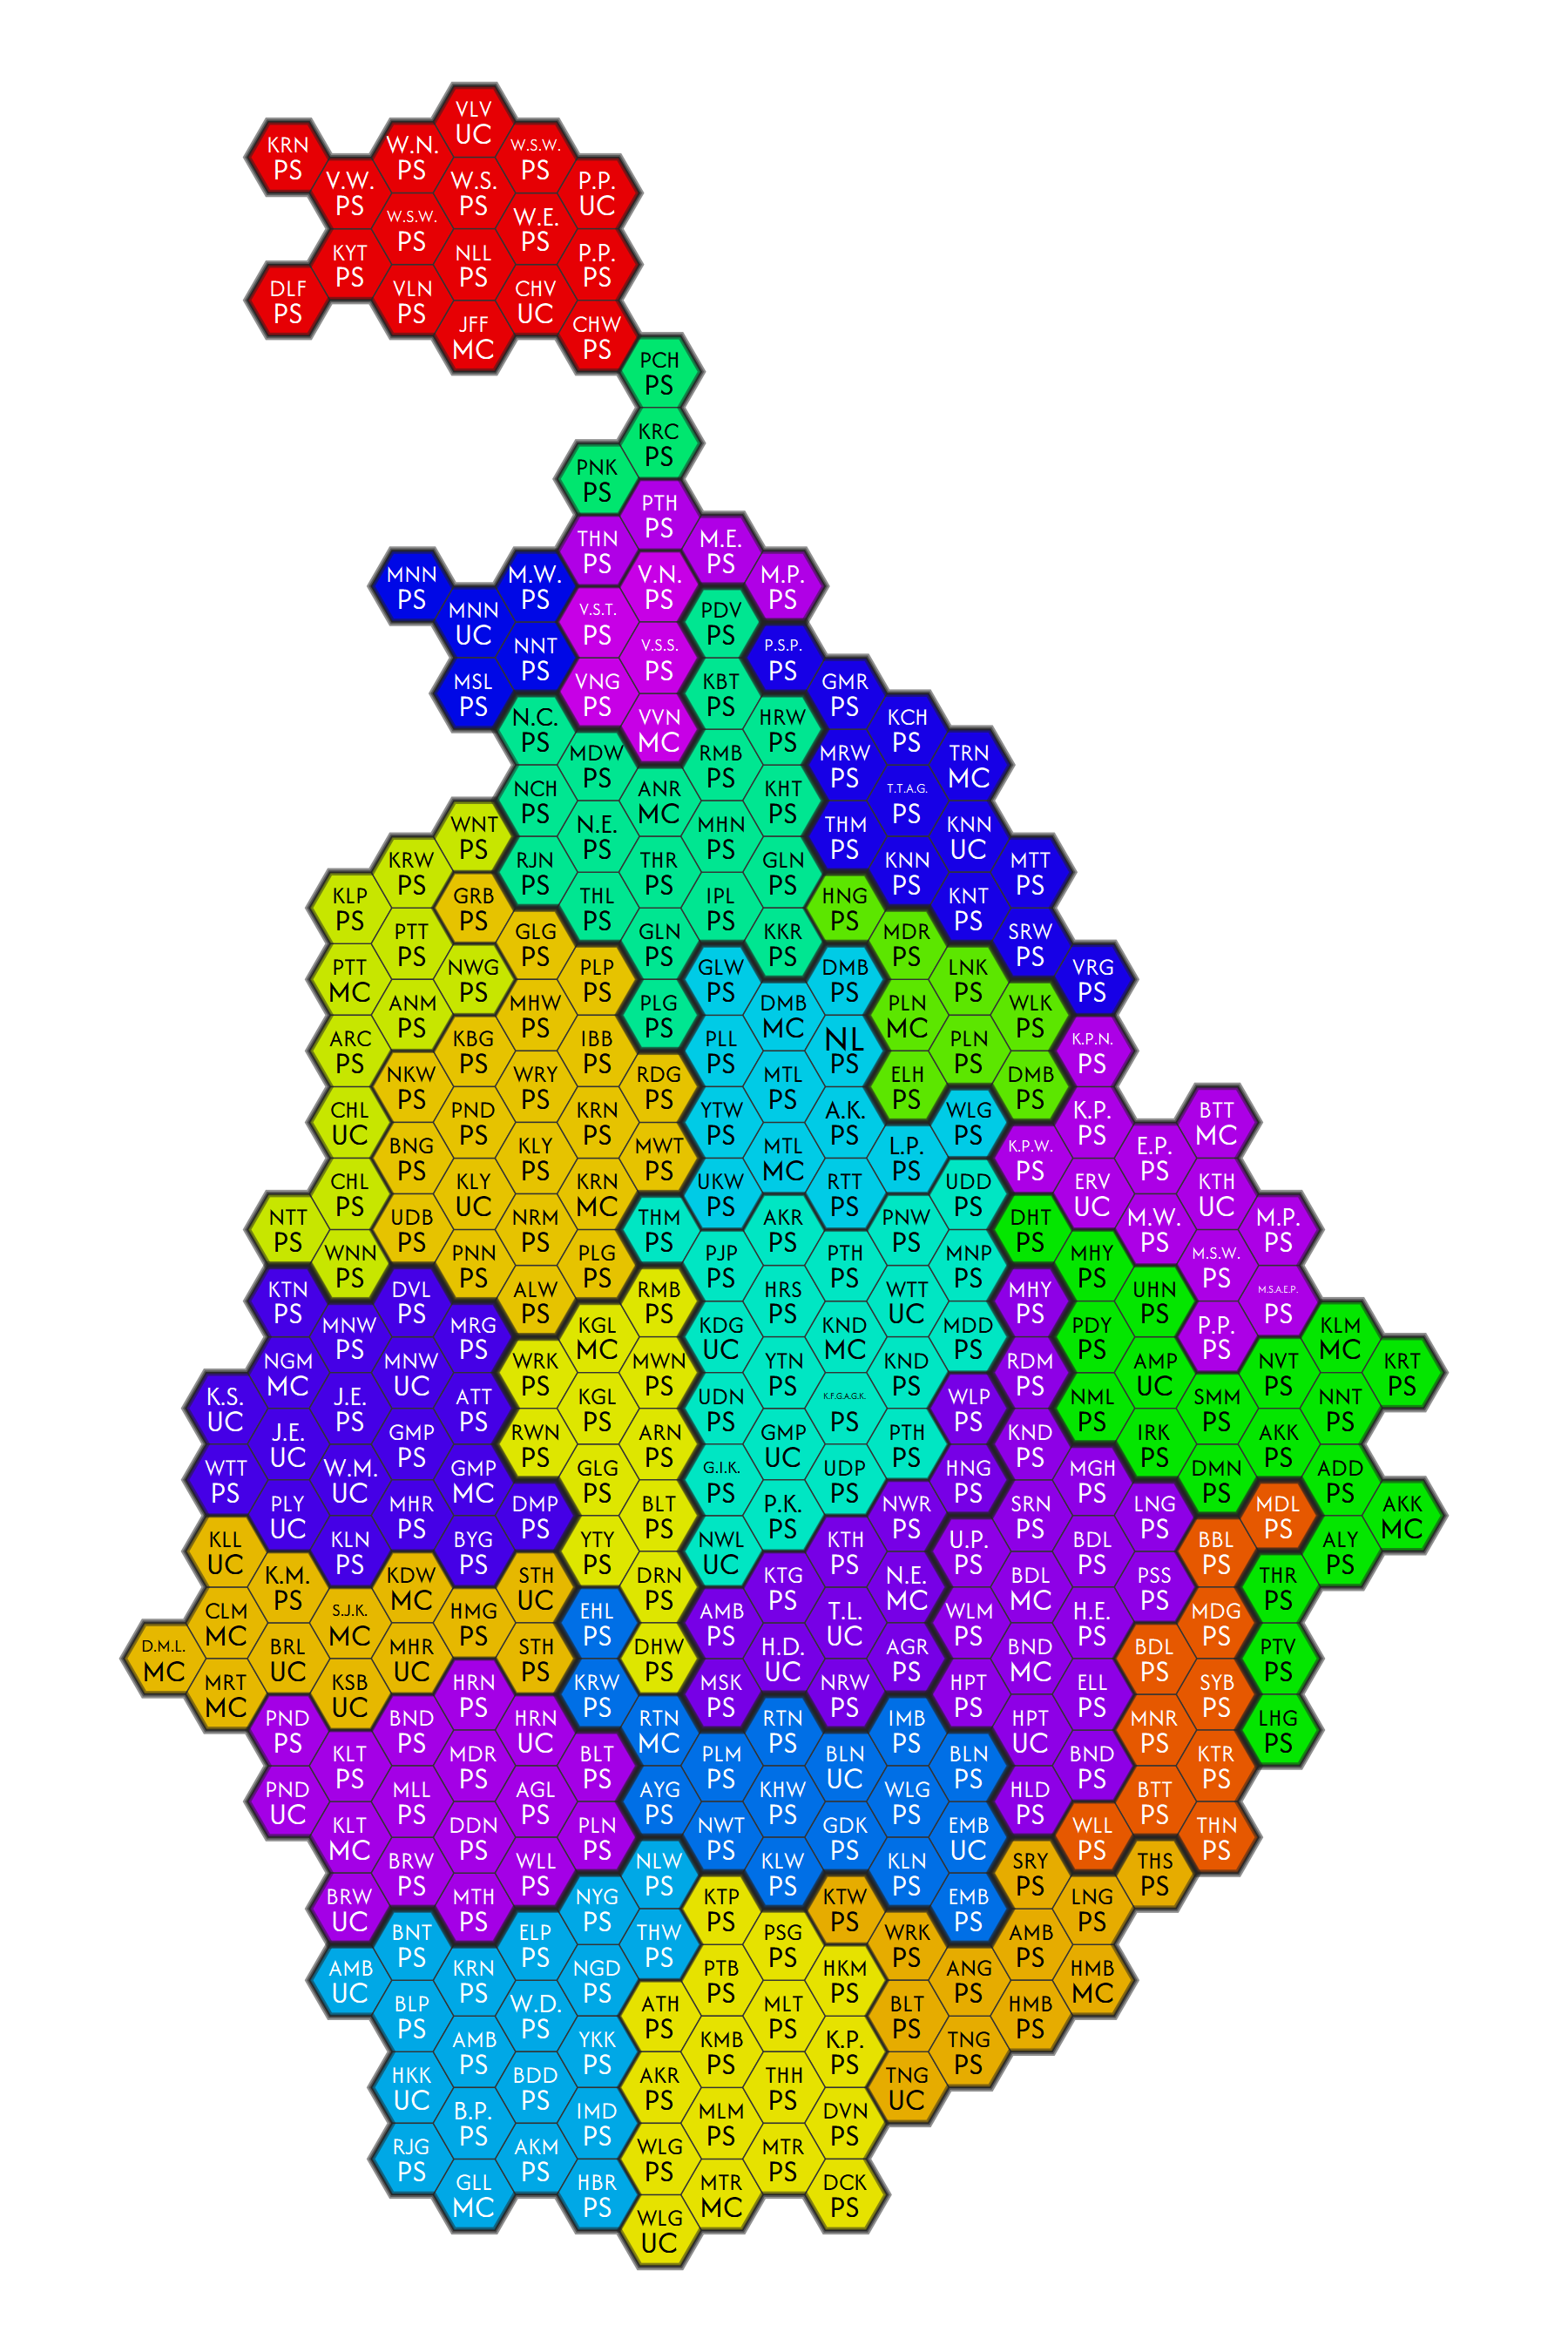 VLV
UC
KRN W.N. W.S.W.
PS PS PS
V.W. W.S. P.P.
PS PS UC
W.S.W. W.E.
PS PS
KYT NLL P.P.
PS PS PS
DLF VLN CHV
PS PS UC
JFF CHW
MC PS
PCH
PS
KRC
PS
PNK
PS
PTH
PS
THN M.E.
PS PS
MNN M.W. V.N. M.P.
PS PS PS PS
MNN V.S.T. PDV
UC PS PS
NNT V.S.S. P.S.P.
PS PS PS
MSL VNG KBT GMR
PS PS PS PS
N.C. VVN HRW KCH
PS MC PS PS
MDW RMB MRW TRN
PS PS PS MC
NCH ANR KHT T.T.A.G.
PS MC PS PS
WNT N.E. MHN THM KNN
PS PS PS PS UC
KRW RJN THR GLN KNN MTT
PS PS PS PS PS PS
KLP GRB THL IPL HNG KNT
PS PS PS PS PS PS
PTT GLG GLN KKR MDR SRW
PS PS PS PS PS PS
PTT NWG PLP GLW DMB LNK VRG
MC PS PS PS PS PS PS
ANM MHW PLG DMB PLN WLK
PS PS PS MC MC PS
ARC KBG IBB PLL NL PLN K.P.N.
PS PS PS PS PS PS PS
NKW WRY RDG MTL ELH DMB
PS PS PS PS PS PS
CHL PND KRN YTW A.K. WLG K.P. BTT
UC PS PS PS PS PS PS MC
BNG KLY MWT MTL L.P. K.P.W. E.P.
PS PS PS MC PS PS PS
CHL KLY KRN UKW RTT UDD ERV KTH
PS UC MC PS PS PS UC UC
NTT UDB NRM THM AKR PNW DHT M.W. M.P.
PS PS PS PS PS PS PS PS PS
WNN PNN PLG PJP PTH MNP MHY M.S.W.
PS PS PS PS PS PS PS PS
KTN DVL ALW RMB HRS WTT MHY UHN M.S.A.E.P.
PS PS PS PS PS UC PS PS PS
MNW MRG KGL KDG KND MDD PDY P.P. KLM
PS PS MC UC MC PS PS PS MC
NGM MNW WRK MWN YTN KND RDM AMP NVT KRT
MC UC PS PS PS PS PS UC PS PS
K.S. J.E. ATT KGL UDN K.F.G.A.G.K. WLP NML SMM NNT
UC PS PS PS PS PS PS PS PS PS
J.E. GMP RWN ARN GMP PTH KND IRK AKK
UC PS PS PS UC PS PS PS PS
WTT W.M. GMP GLG G.I.K. UDP HNG MGH DMN ADD
PS UC MC PS PS PS PS PS PS PS
PLY MHR DMP BLT P.K. NWR SRN LNG MDL AKK
UC PS PS PS PS PS PS PS PS MC
KLL KLN BYG YTY NWL KTH U.P. BDL BBL ALY
UC PS PS PS UC PS PS PS PS PS
K.M. KDW STH DRN KTG N.E. BDL PSS THR
PS MC UC PS PS MC MC PS PS
CLM S.J.K. HMG EHL AMB T.L. WLM H.E. MDG
MC MC PS PS PS UC PS PS PS
D.M.L. BRL MHR STH DHW H.D. AGR BND BDL PTV
MC UC UC PS PS UC PS MC PS PS
MRT KSB HRN KRW MSK NRW HPT ELL SYB
MC UC PS PS PS PS PS PS PS
PND BND HRN RTN RTN IMB HPT MNR LHG
PS PS UC MC PS PS UC PS PS
KLT MDR BLT PLM BLN BLN BND KTR
PS PS PS PS UC PS PS PS
PND MLL AGL AYG KHW WLG HLD BTT
UC PS PS PS PS PS PS PS
KLT DDN PLN NWT GDK EMB WLL THN
MC PS PS PS PS UC PS PS
BRW WLL NLW KLW KLN SRY THS
PS PS PS PS PS PS PS
BRW MTH NYG KTP KTW EMB LNG
UC PS PS PS PS PS PS
BNT ELP THW PSG WRK AMB
PS PS PS PS PS PS
AMB KRN NGD PTB HKM ANG HMB
UC PS PS PS PS PS MC
BLP W.D. ATH MLT BLT HMB
PS PS PS PS PS PS
AMB YKK KMB K.P. TNG
PS PS PS PS PS
HKK BDD AKR THH TNG
UC PS PS PS UC
B.P. IMD MLM DVN
PS PS PS PS
RJG AKM WLG MTR
PS PS PS PS
GLL HBR MTR DCK
MC PS MC PS
WLG
UC